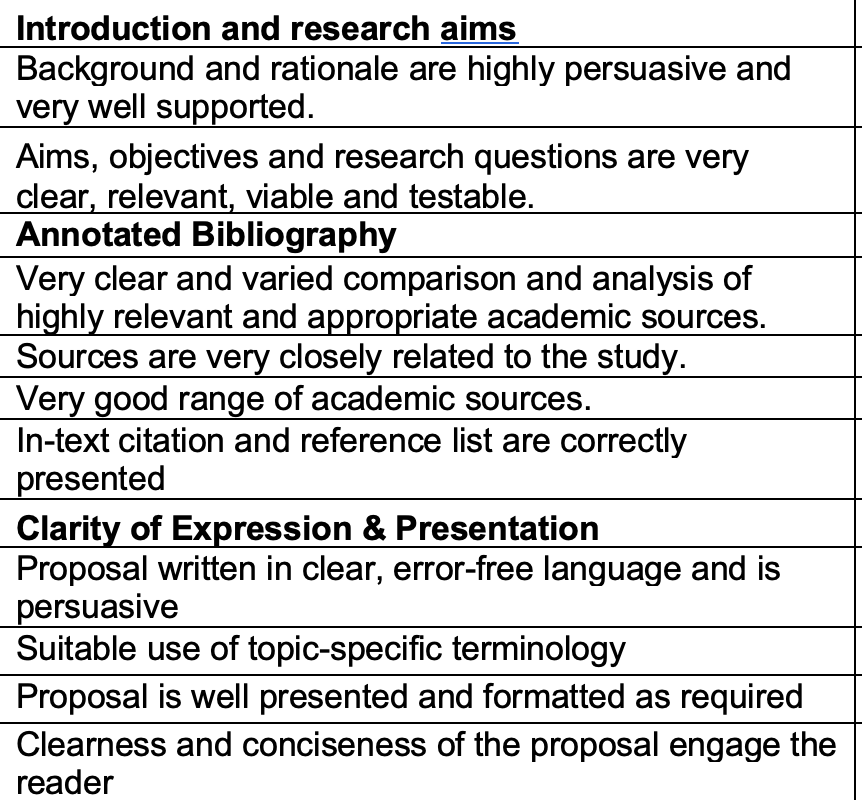 Introduction and research aims
Background and rationale are highly persuasive and
very well supported.
Aims, objectives and research questions are very
clear, relevant, viable and testable.
Annotated Bibliography
Very clear and varied comparison and analysis of
highly relevant and appropriate academic sources.
Sources are very closely related to the study.
Very good range of academic sources.
In-text citation and reference list are correctly
presented
Clarity of Expression & Presentation
Proposal written in clear, error-free language and is
persuasive
Suitable use of topic-specific terminology
Proposal is well presented and formatted as required
Clearness and conciseness of the proposal engage the
reader